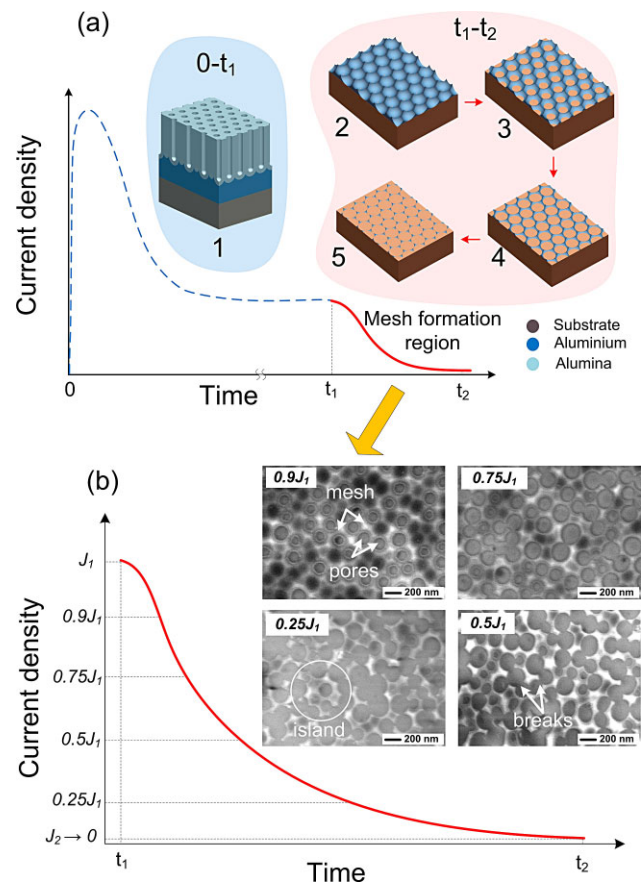 (a)
0-t₁
t₁-t₂
Current density
1
2
3
4
5
Mesh formation
region
Substrate
Aluminium
Alumina
0
Time
t₁
t₂
(b)
Current density
J₁
0.9J₁
0.75J₁
0.5J₁
0.25J₁
J₂ → 0
t₁
Time
t₂
0.9J₁
mesh
pores
200 nm
0.75J₁
200 nm
0.25J₁
island
200 nm
0.5J₁
breaks
200 nm